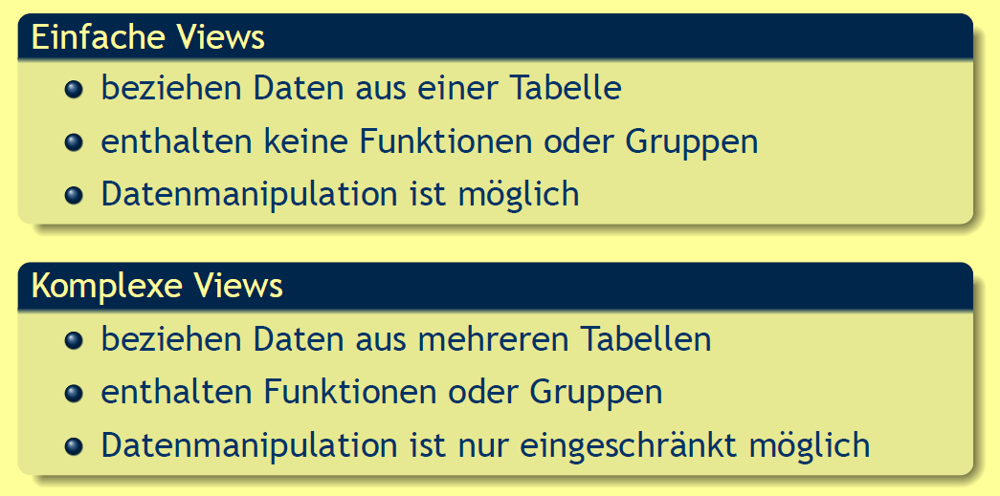 Einfache Views
beziehen Daten aus einer Tabelle
enthalten keine Funktionen oder Gruppen
Datenmanipulation ist möglich
Komplexe Views
beziehen Daten aus mehreren Tabellen
enthalten Funktionen oder Gruppen
Datenmanipulation ist nur eingeschränkt möglich